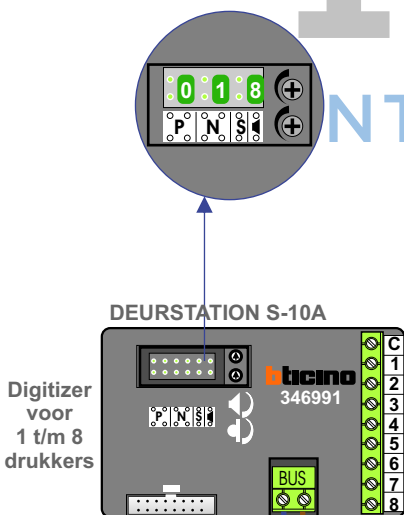 0 1 8
P N S
NT
DEURSTATION S-10A
Digitizer
voor
1 t/m 8
drukkers
P N S
bticino
346991
BUS
C
1
2
3
4
5
6
7
8